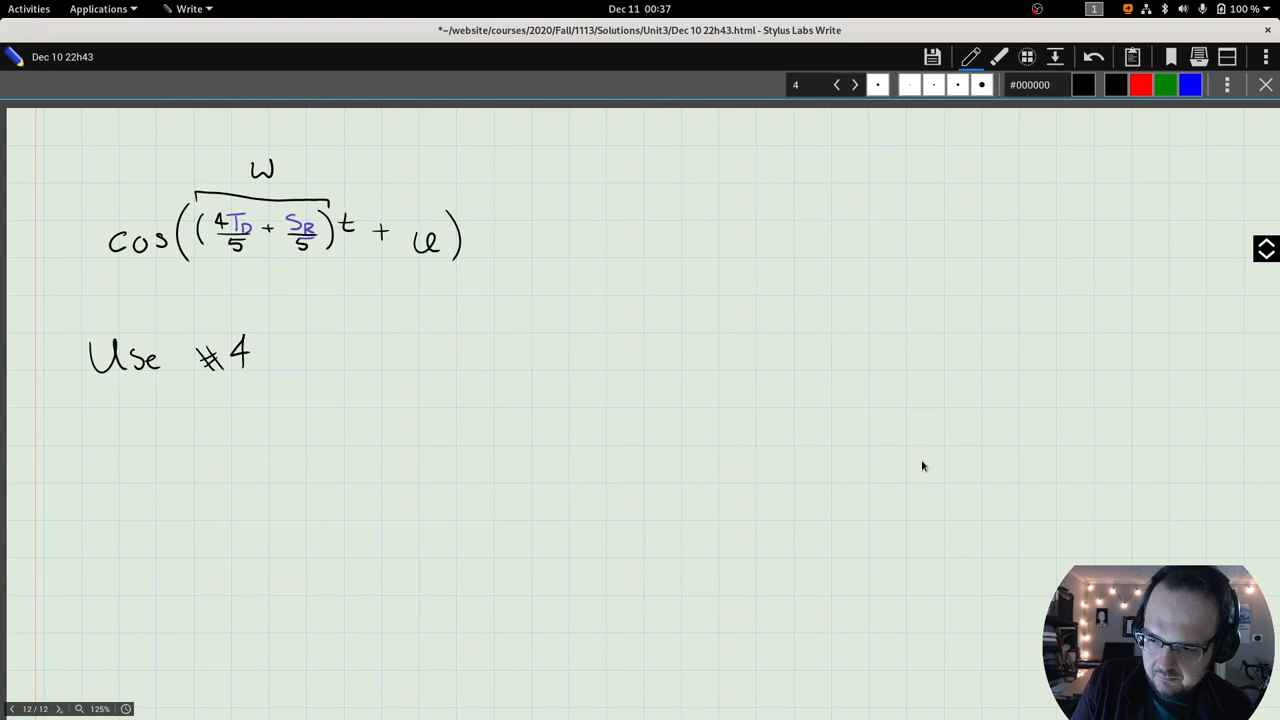 Activities Applications Write Dec 11 00:37 1 100 %
*~/website/courses/2020/Fall/1113/Solutions/Unit3/Dec 10 22h43.html - Stylus Labs Write
Dec 10 22h43
4 #000000
ω
cos((4T_D/5 + S_R/5)t + φ)
Use #4
12 / 12 125%